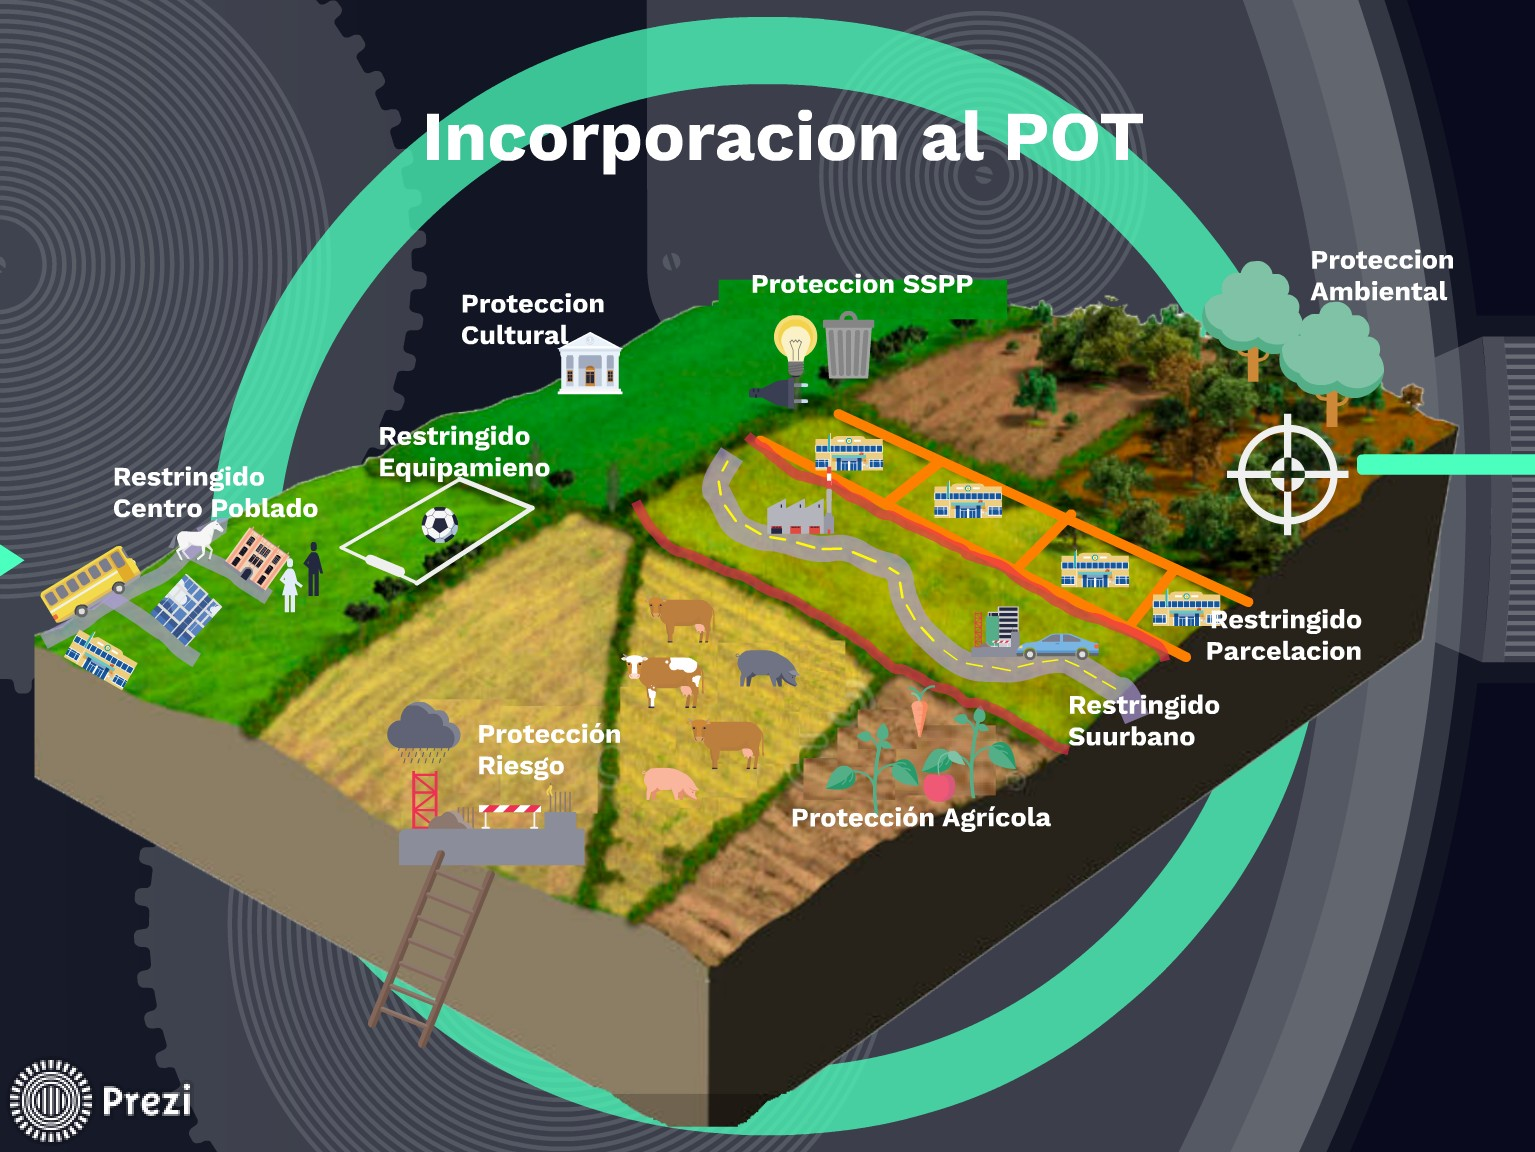 Incorporacion al POT
Proteccion
Ambiental
Proteccion SSPP
Proteccion
Cultural
Restringido
Equipamieno
Restringido
Centro Poblado
Restringido
Parcelacion
Restringido
Suurbano
Protección
Riesgo
Protección Agrícola
Prezi